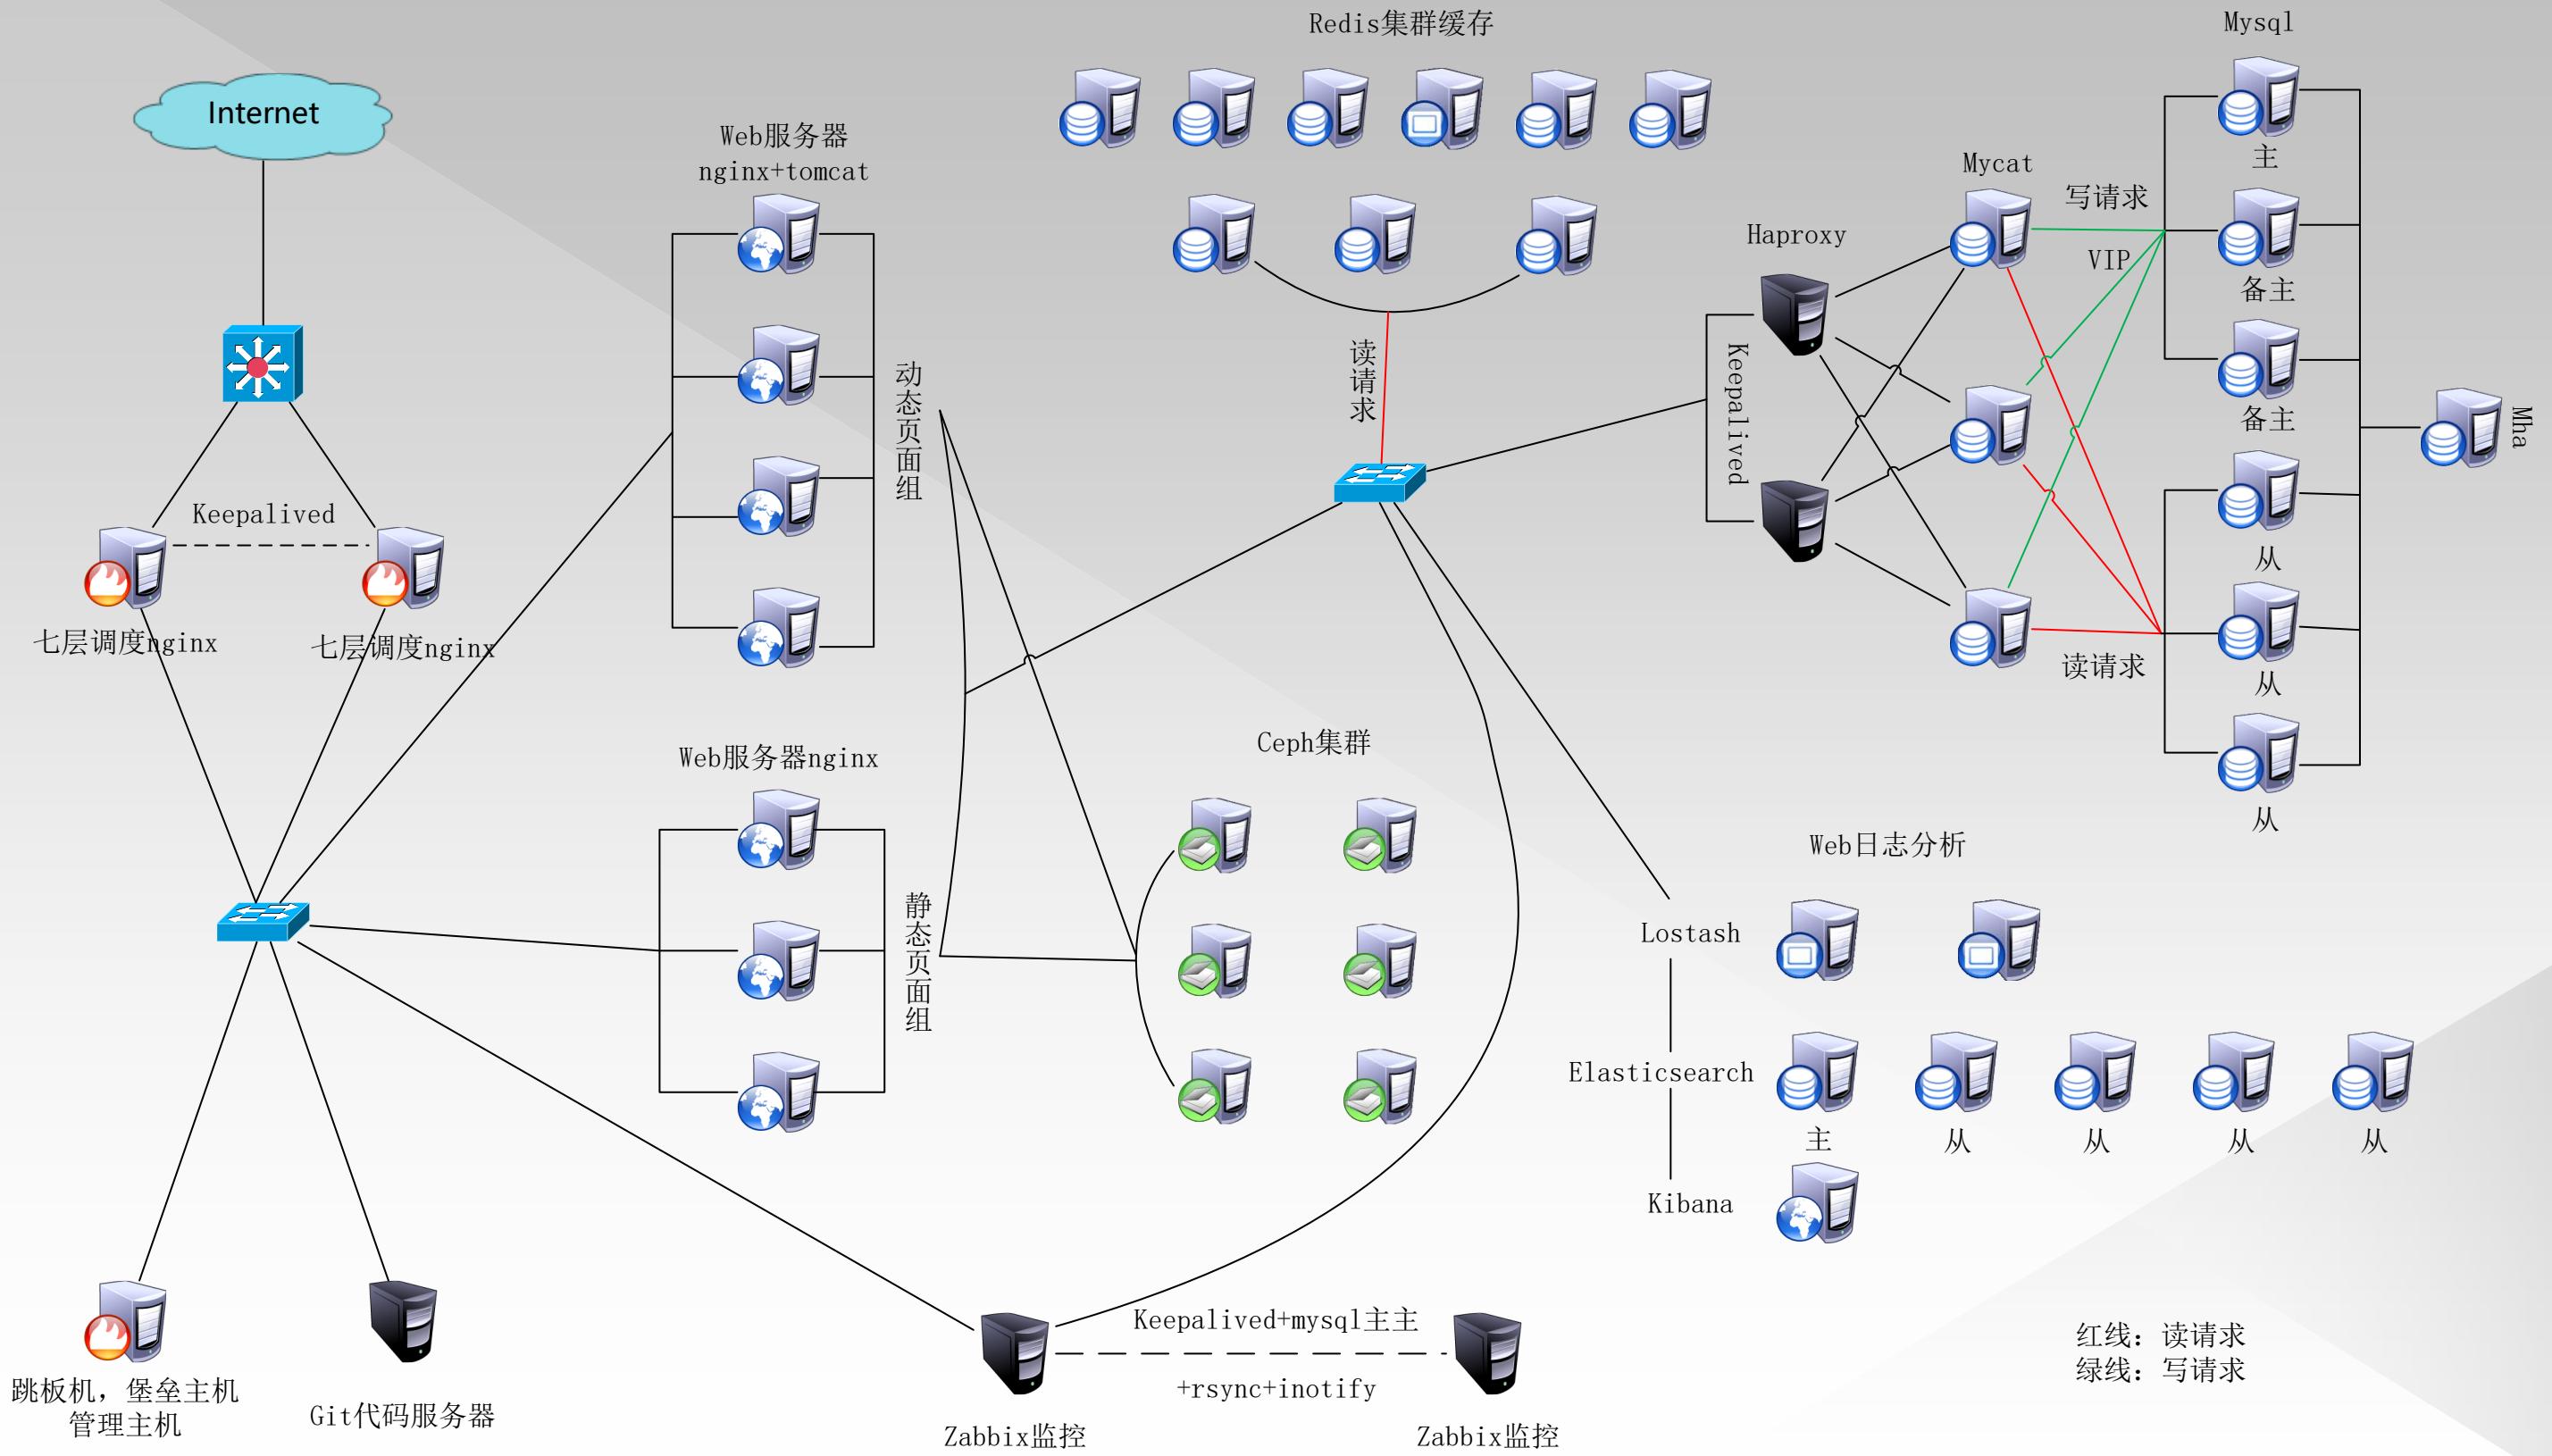 Redis集群缓存
Mysql
Internet
Web服务器
nginx+tomcat
主
Mycat
写请求
Haproxy
VIP
备主
读请求
Keepalived
动态页面组
备主
Mha
Keepalived
从
七层调度nginx
七层调度nginx
读请求
从
Web服务器nginx
Ceph集群
从
Web日志分析
静态页面组
Lostash
Elasticsearch
主
从
从
从
从
Kibana
Keepalived+mysql主主
+rsync+inotify
红线：读请求
绿线：写请求
跳板机，堡垒主机
管理主机
Git代码服务器
Zabbix监控
Zabbix监控